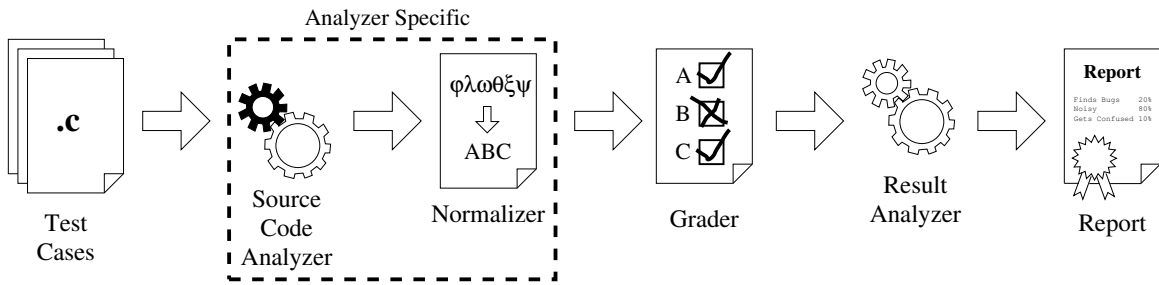 Analyzer Specific
.c
Test
Cases
Source
Code
Analyzer
φλωθξψ
ABC
Normalizer
A
B
C
Grader
Result
Analyzer
Report
Finds Bugs 20%
Noisy 80%
Gets Confused 10%
Report